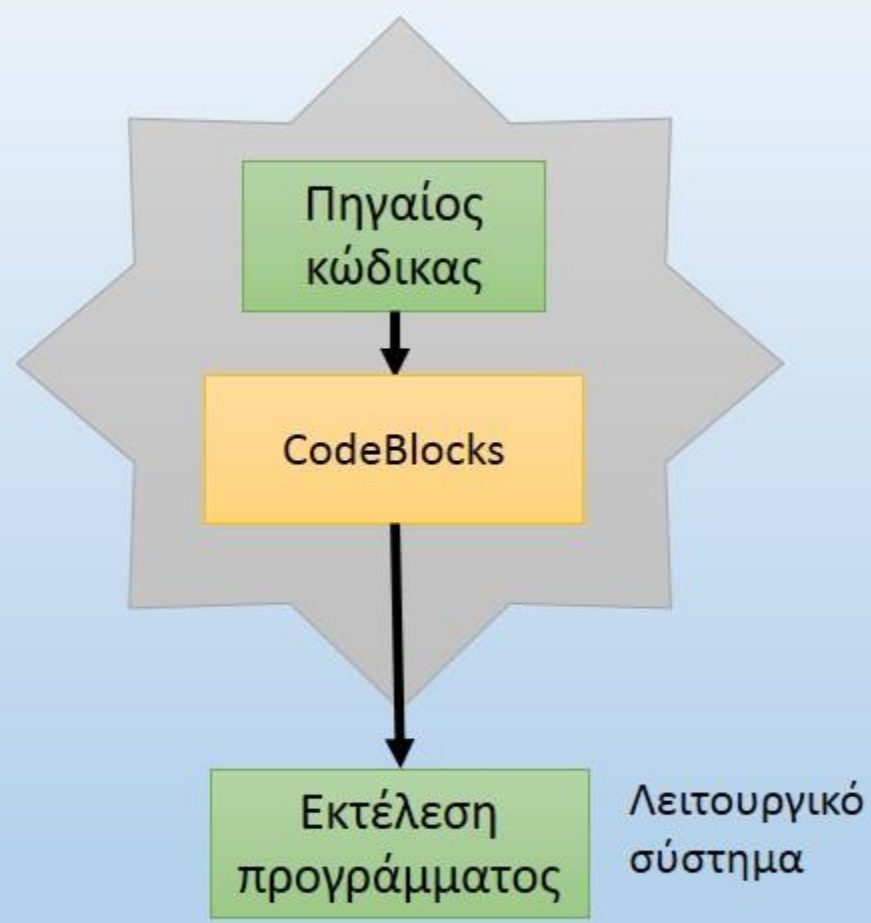 Πηγαίος
κώδικας
CodeBlocks
Εκτέλεση
προγράμματος
Λειτουργικό
σύστημα